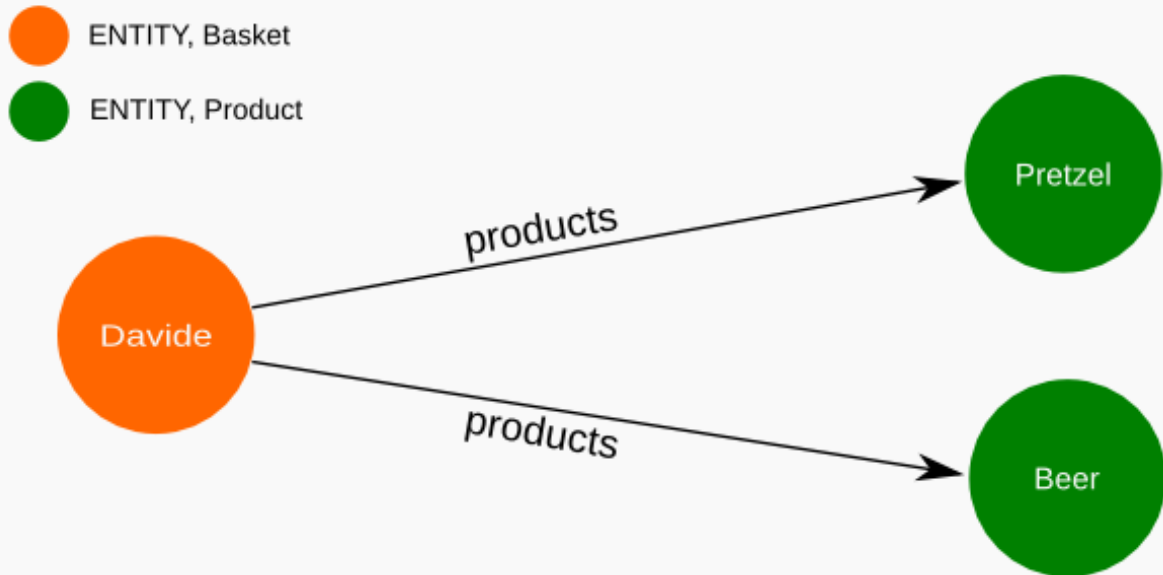 ENTITY, Basket
ENTITY, Product
Pretzel
products
Davide
products
Beer